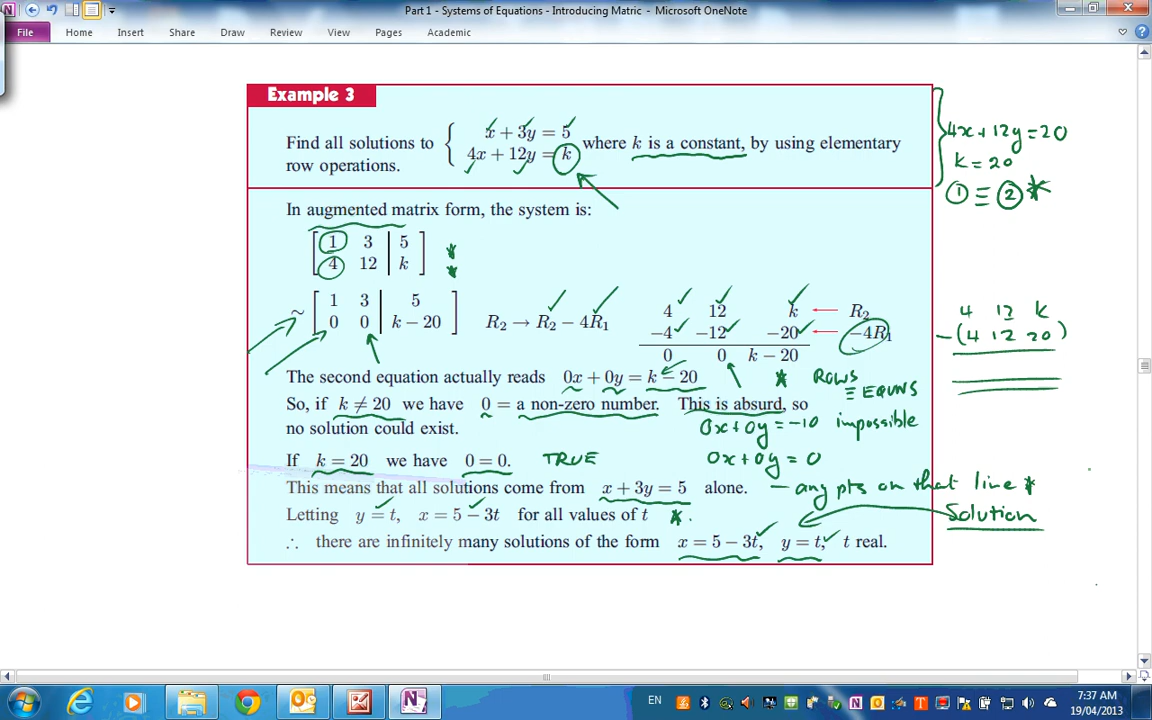 Part 1 - Systems of Equations - Introducing Matric - Microsoft OneNote
File Home Insert Share Draw Review View Pages Academic
Example 3
Find all solutions to { x + 3y = 5
4x + 12y = k where k is a constant, by using elementary
row operations.
4x+12y=20
k=20
① ≡ ② *
In augmented matrix form, the system is:
[ 1 3 | 5 ]
[ 4 12 | k ]
~ [ 1 3 | 5 ]
[ 0 0 | k − 20 ] R₂ → R₂ − 4R₁
4 12 k ← R₂
−4 −12 −20 ← −4R₁
0 0 k − 20
4 12 k
−(4 12 20)
The second equation actually reads 0x + 0y = k − 20
* ROWS
≡ EQUNS
So, if k ≠ 20 we have 0 = a non-zero number. This is absurd, so
no solution could exist.
0x+0y=−10 impossible
If k = 20 we have 0 = 0. TRUE
0x+0y=0
This means that all solutions come from x + 3y = 5 alone. – any pts on that line *
Letting y = t, x = 5 − 3t for all values of t *.
Solution
∴ there are infinitely many solutions of the form x = 5 − 3t, y = t, t real.
EN
7:37 AM
19/04/2013